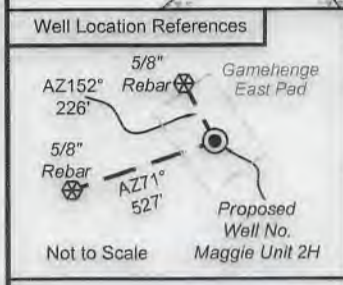 Well Location References
5/8"
Rebar
Gamehenge
East Pad
AZ152°
226'
5/8"
Rebar
AZ71°
527'
Proposed
Well No.
Maggie Unit 2H
Not to Scale